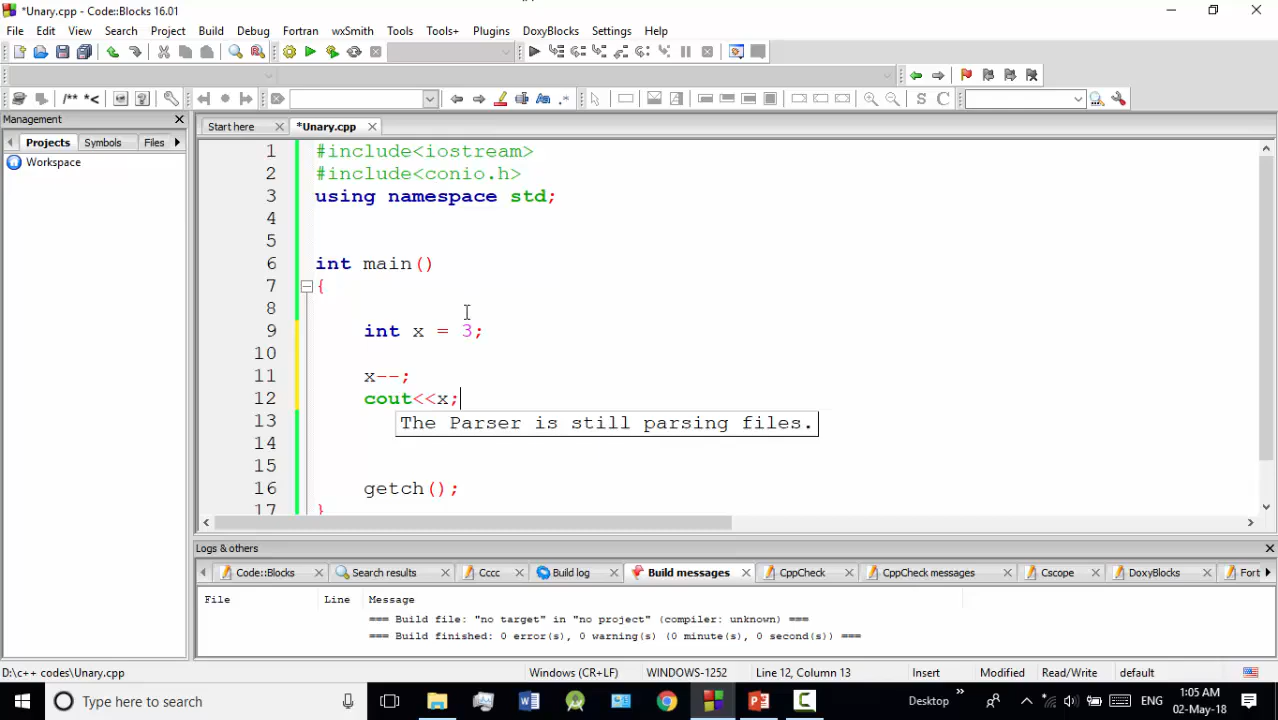 *Unary.cpp - Code::Blocks 16.01
File Edit View Search Project Build Debug Fortran wxSmith Tools Tools+ Plugins DoxyBlocks Settings Help
/** *<
.*
S C
Management
Projects Symbols Files
Workspace
Start here *Unary.cpp
1 #include<iostream>
2 #include<conio.h>
3 using namespace std;
4
5
6 int main()
7 {
8
9 int x = 3;
10
11 x--;
12 cout<<x;
The Parser is still parsing files.
13
14
15
16 getch();
17 }
Logs & others
Code::Blocks Search results Cccc Build log Build messages CppCheck CppCheck messages Cscope DoxyBlocks Fort
File Line Message
=== Build file: "no target" in "no project" (compiler: unknown) ===
=== Build finished: 0 error(s), 0 warning(s) (0 minute(s), 0 second(s)) ===
D:\c++ codes\Unary.cpp Windows (CR+LF) WINDOWS-1252 Line 12, Column 13 Insert Modified Read/Write default
Type here to search
Desktop
ENG
1:05 AM
02-May-18